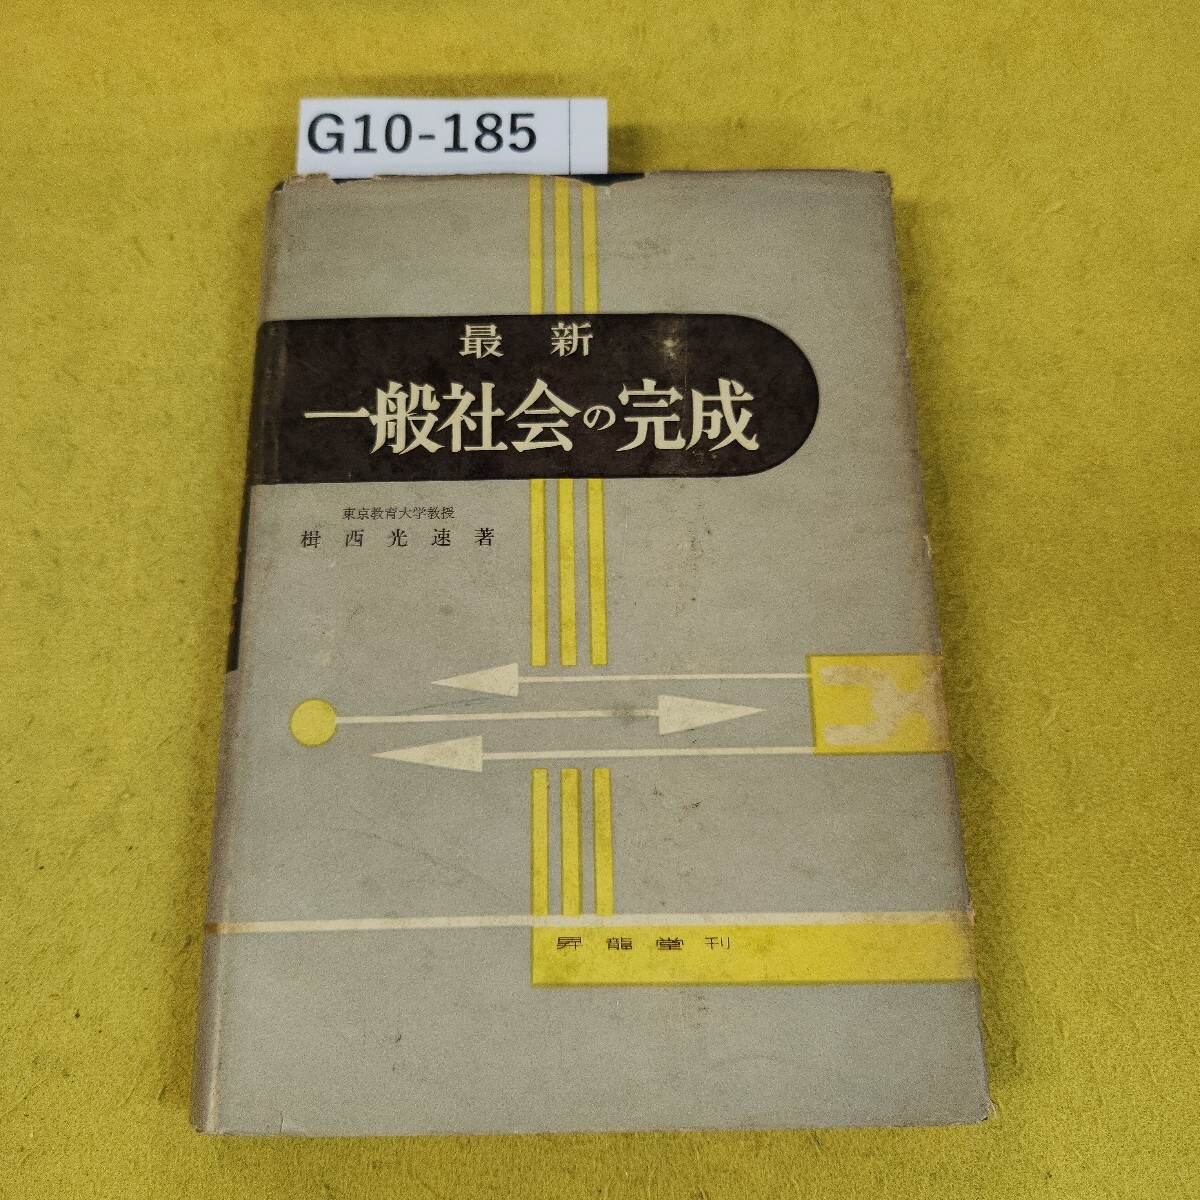 G10-185
最新
一般社会の完成
東京教育大学教授
楫西光速著
昇龍堂刊